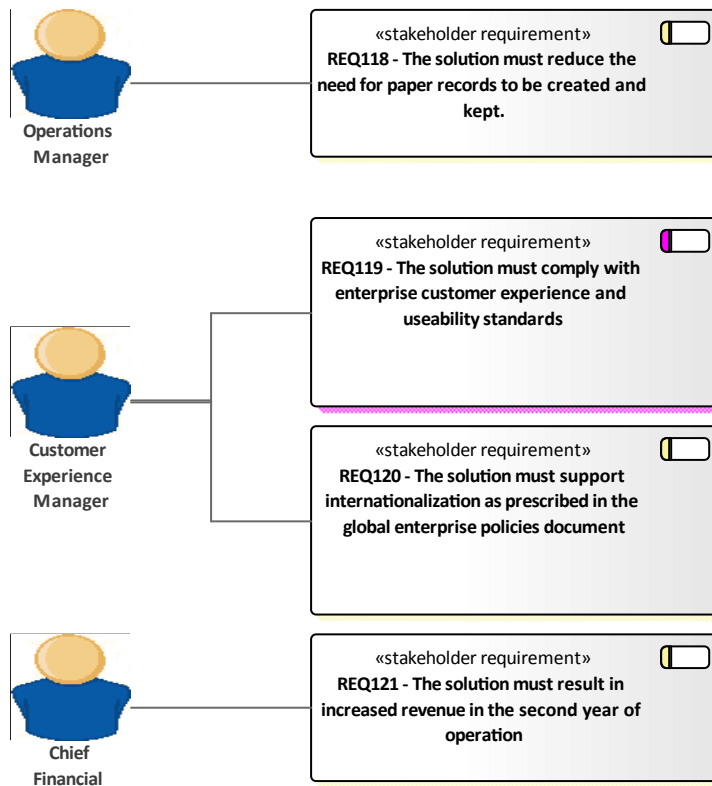 «stakeholder requirement»
REQ118 - The solution must reduce the
need for paper records to be created and
kept.
Operations
Manager
«stakeholder requirement»
REQ119 - The solution must comply with
enterprise customer experience and
useability standards
Customer
Experience
Manager
«stakeholder requirement»
REQ120 - The solution must support
internationalization as prescribed in the
global enterprise policies document
«stakeholder requirement»
REQ121 - The solution must result in
increased revenue in the second year of
operation
Chief
Financial